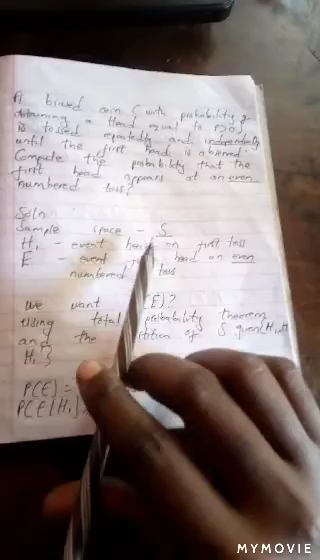 A biased coin (with probability of
obtaining a Head equal to P>0)
is tossed repeatedly and independently
until the first head is observed.
Compute the probability that the
first head appears at an even
numbered toss?
Soln
Sample space - S
H₁ - event head on first toss
E - event head on even
numbered toss
We want P(E)?
Using total probability theorem
and the of S given
H₁
P(E) =
P(E|H₁)
MYMOVIE